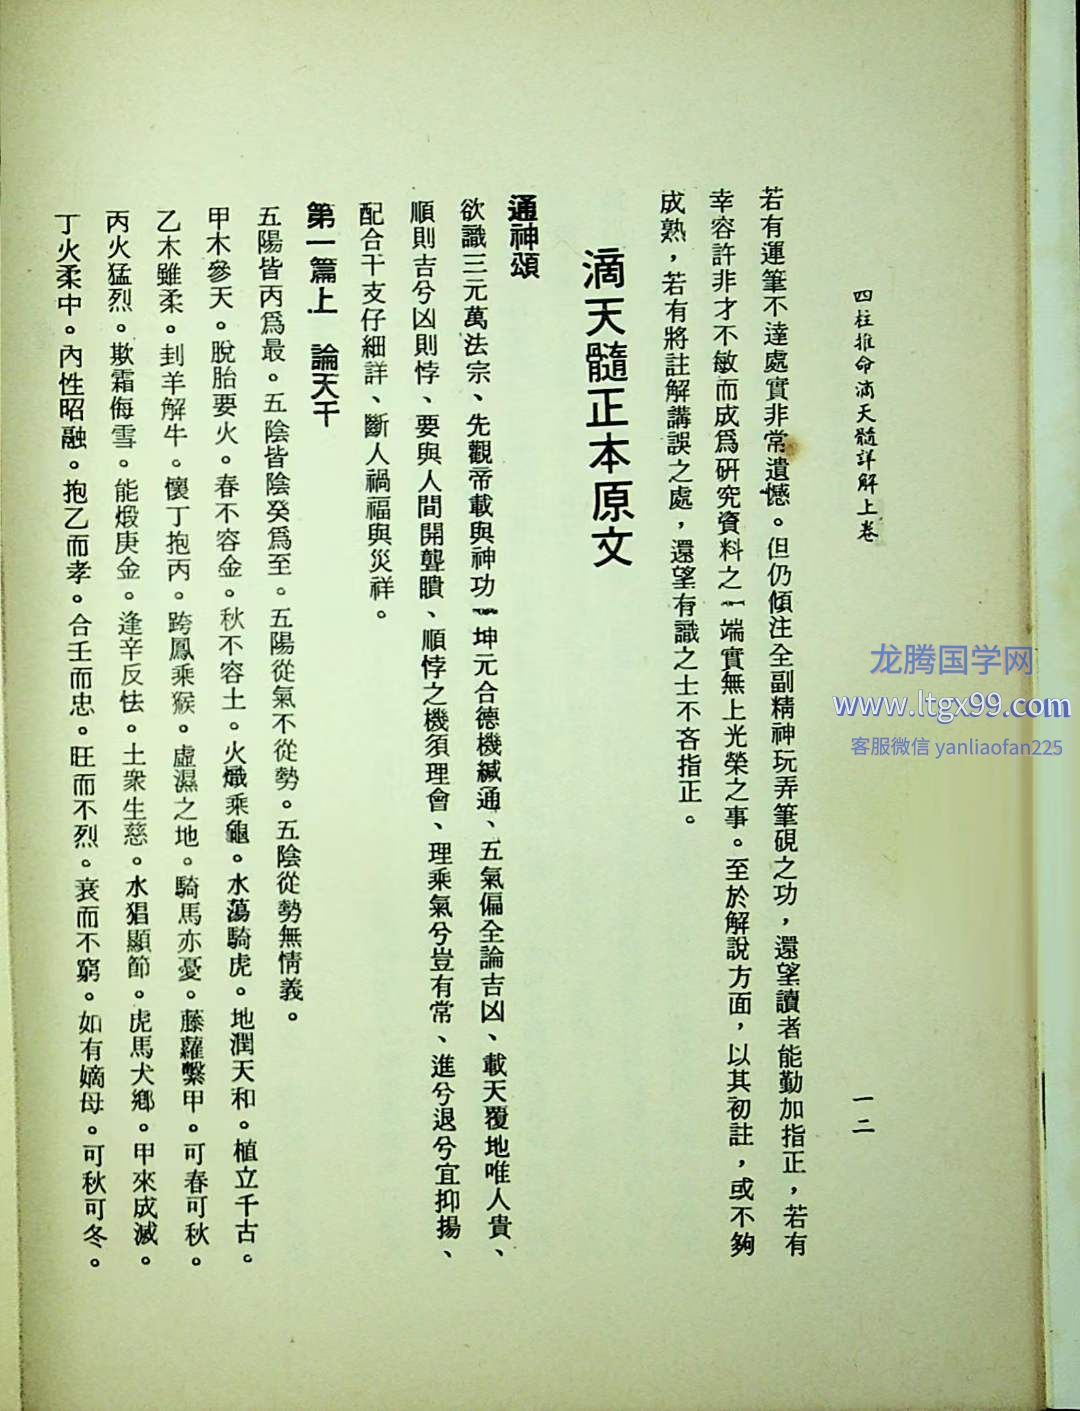 四柱推命滴天髓詳解上卷
一二
若有運筆不達處實非常遺憾。但仍傾注全副精神玩弄筆硯之功，還望讀者能勤加指正，若有
幸容許非才不敏而成爲研究資料之一端實無上光榮之事。至於解說方面，以其初註，或不夠
成熟，若有將註解講誤之處，還望有識之士不吝指正。
滴天髓正本原文
通神頌
欲識三元萬法宗、先觀帝載與神功 坤元合德機緘通、五氣偏全論吉凶、載天覆地唯人貴、
順則吉兮凶則悖、要與人間開聾瞶、順悖之機須理會、理乘氣兮豈有常、進兮退兮宜抑揚、
配合干支仔細詳、斷人禍福與災祥。
第一篇上 論天干
五陽皆丙爲最。五陰皆陰癸爲至。五陽從氣不從勢。五陰從勢無情義。
甲木參天。脫胎要火。春不容金。秋不容土。火熾乘龜。水蕩騎虎。地潤天和。植立千古。
乙木雖柔。刲羊解牛。懷丁抱丙。跨鳳乘猴。虛濕之地。騎馬亦憂。藤蘿繫甲。可春可秋。
丙火猛烈。欺霜侮雪。能煅庚金。逢辛反怯。土衆生慈。水猖顯節。虎馬犬鄉。甲來成滅。
丁火柔中。內性昭融。抱乙而孝。合壬而忠。旺而不烈。衰而不窮。如有嫡母。可秋可冬。
龙腾国学网
www.ltgx99.com
客服微信 yanliaofan225